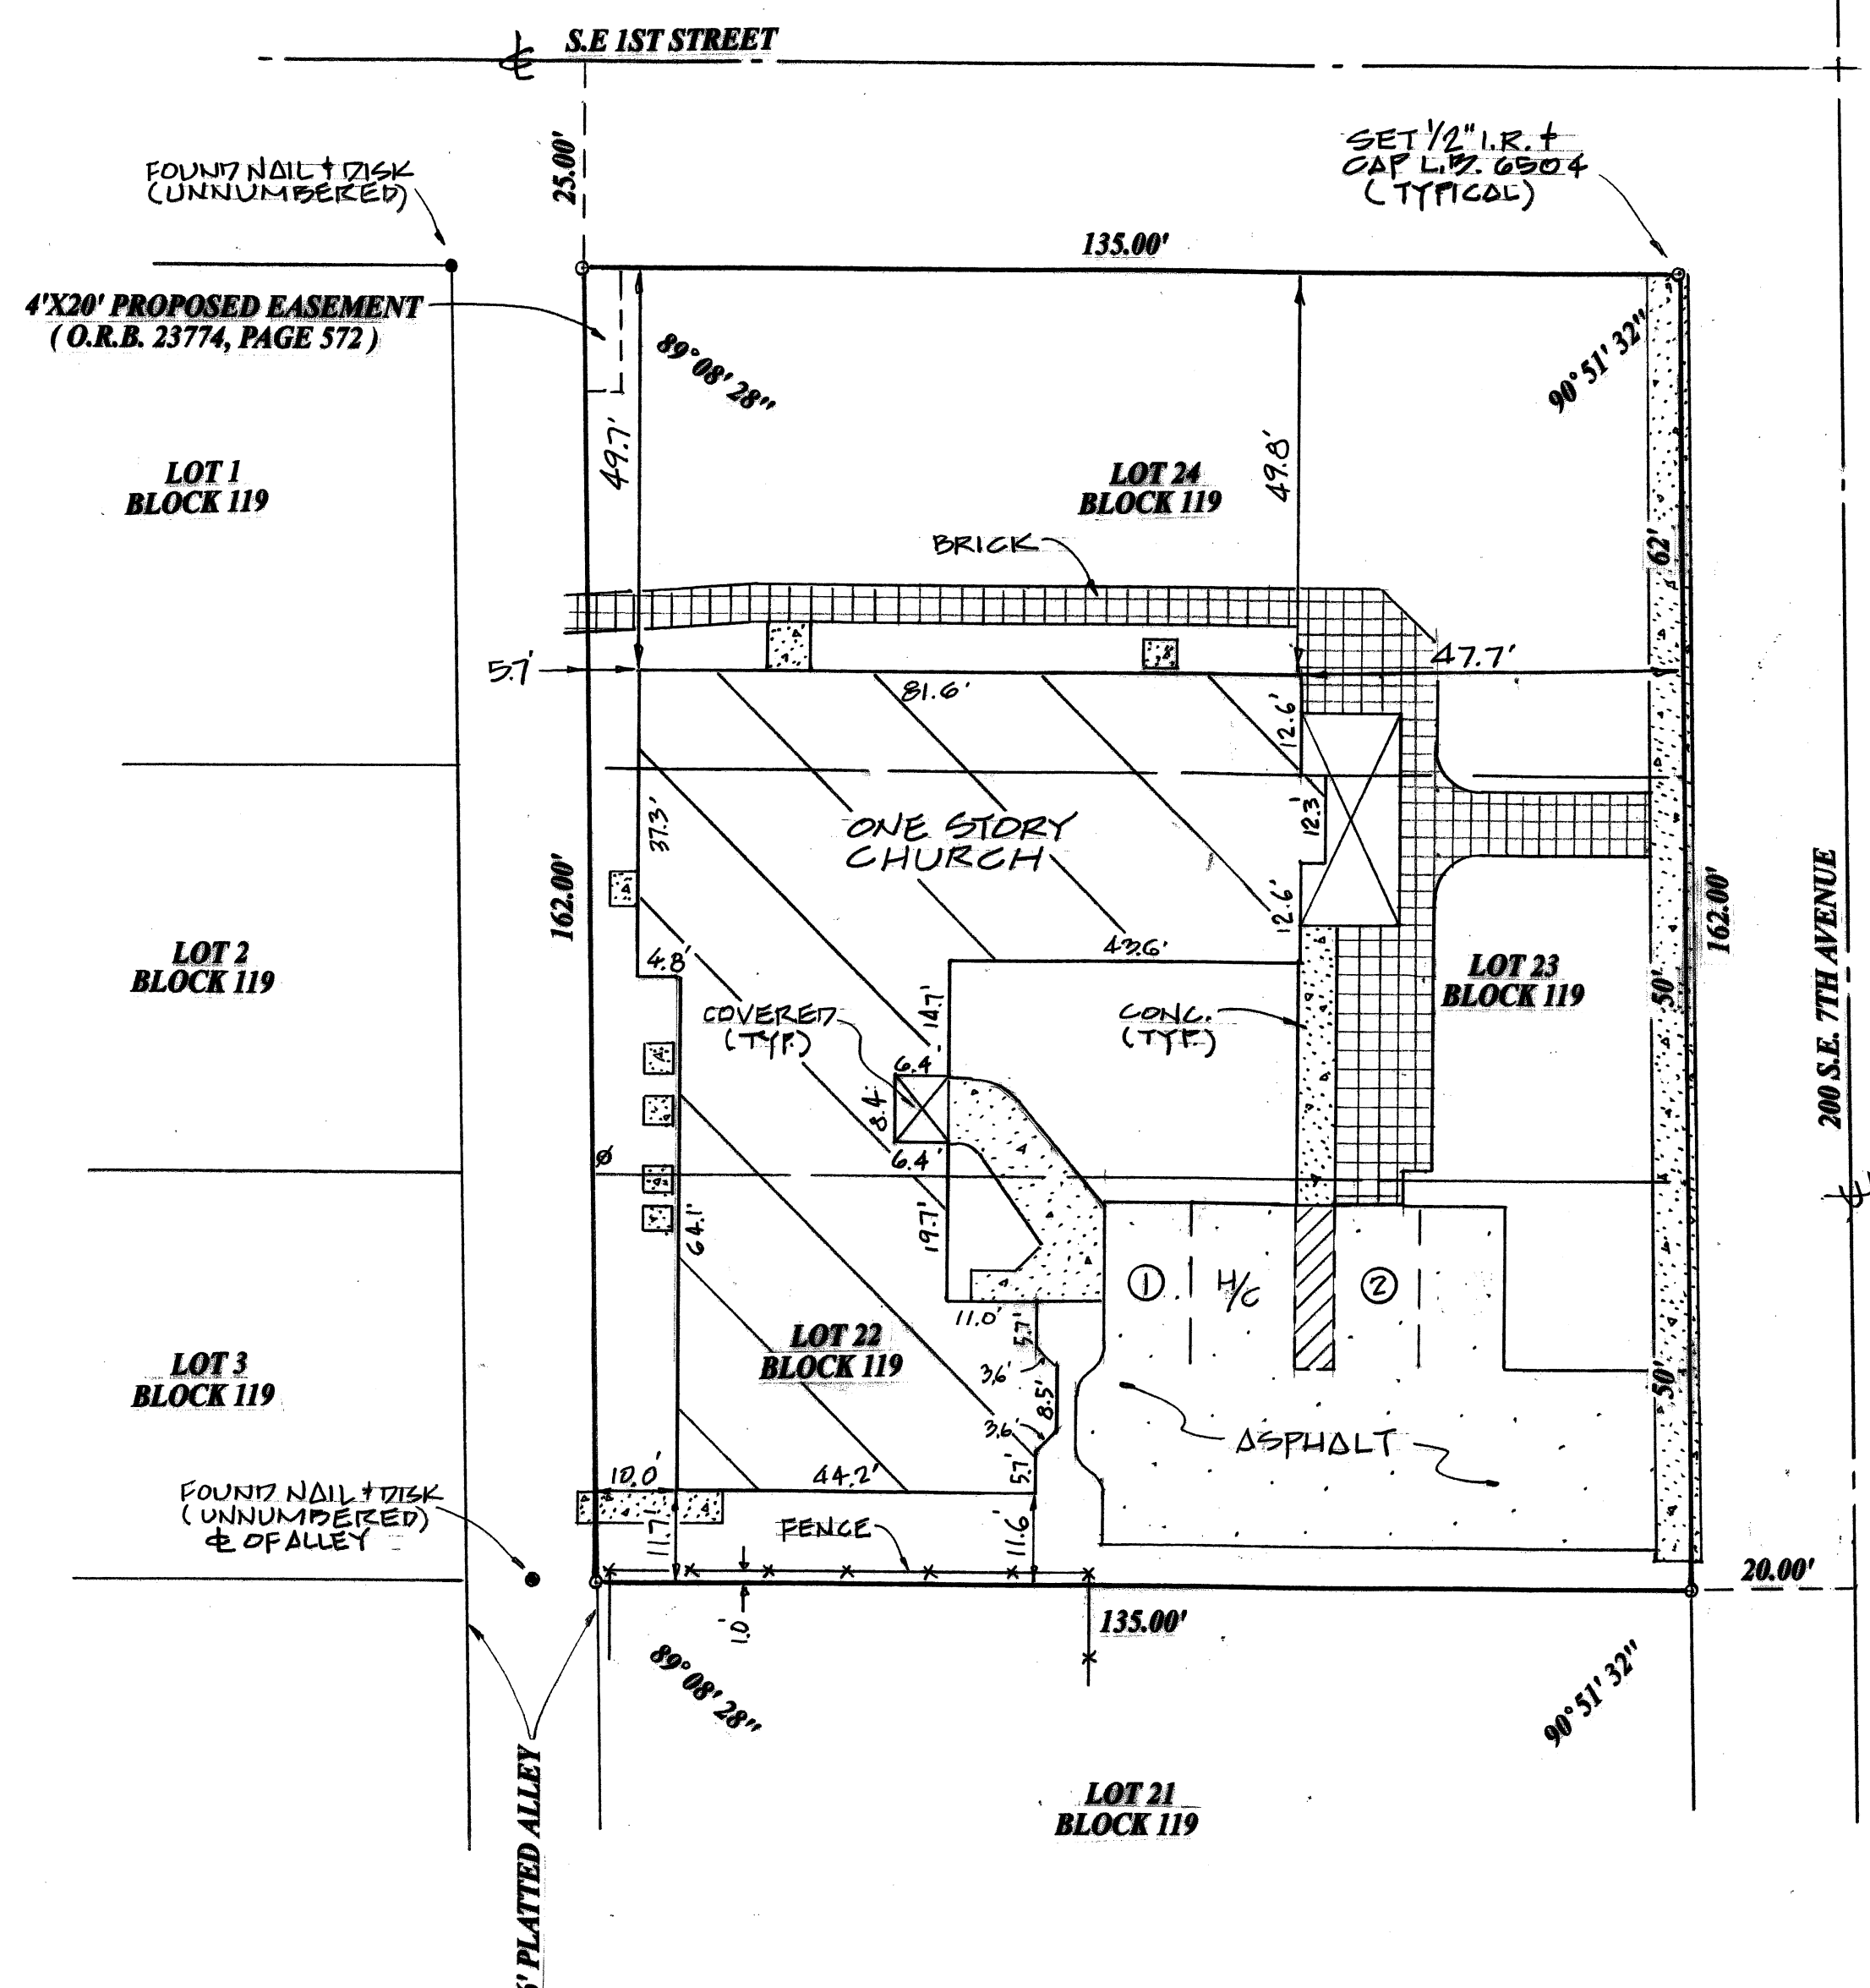 S.E 1ST STREET
25.00'
FOUND NAIL & DISK
(UNNUMBERED)
SET 1/2" I.R. &
CAP L.B. 6504
(TYPICAL)
135.00'
4'X20' PROPOSED EASEMENT
( O.R.B. 23774, PAGE 572 )
89°08' 28"
90°51' 32"
49.7'
49.8'
LOT 1
BLOCK 119
LOT 24
BLOCK 119
62'
BRICK
5.7'
47.7'
81.6'
12.6'
37.3'
12.3'
ONE STORY
CHURCH
162.00'
12.6'
162.00'
200 S.E. 7TH AVENUE
LOT 2
BLOCK 119
4.8'
43.6'
LOT 23
BLOCK 119
50'
COVERED
(TYP.)
14.7'
CONC.
(TYP.)
6.4'
8.4'
6.4'
64.1'
19.7'
1
H/C
2
11.0'
5.7'
LOT 22
BLOCK 119
LOT 3
BLOCK 119
3.6'
8.5'
50'
3.6'
ASPHALT
10.0'
44.2'
5.7'
FOUND NAIL & DISK
(UNNUMBERED)
℄ OF ALLEY
11.7'
FENCE
11.6'
20.00'
1.0'
135.00'
89°08' 28"
90°51' 32"
PLATTED ALLEY
LOT 21
BLOCK 119